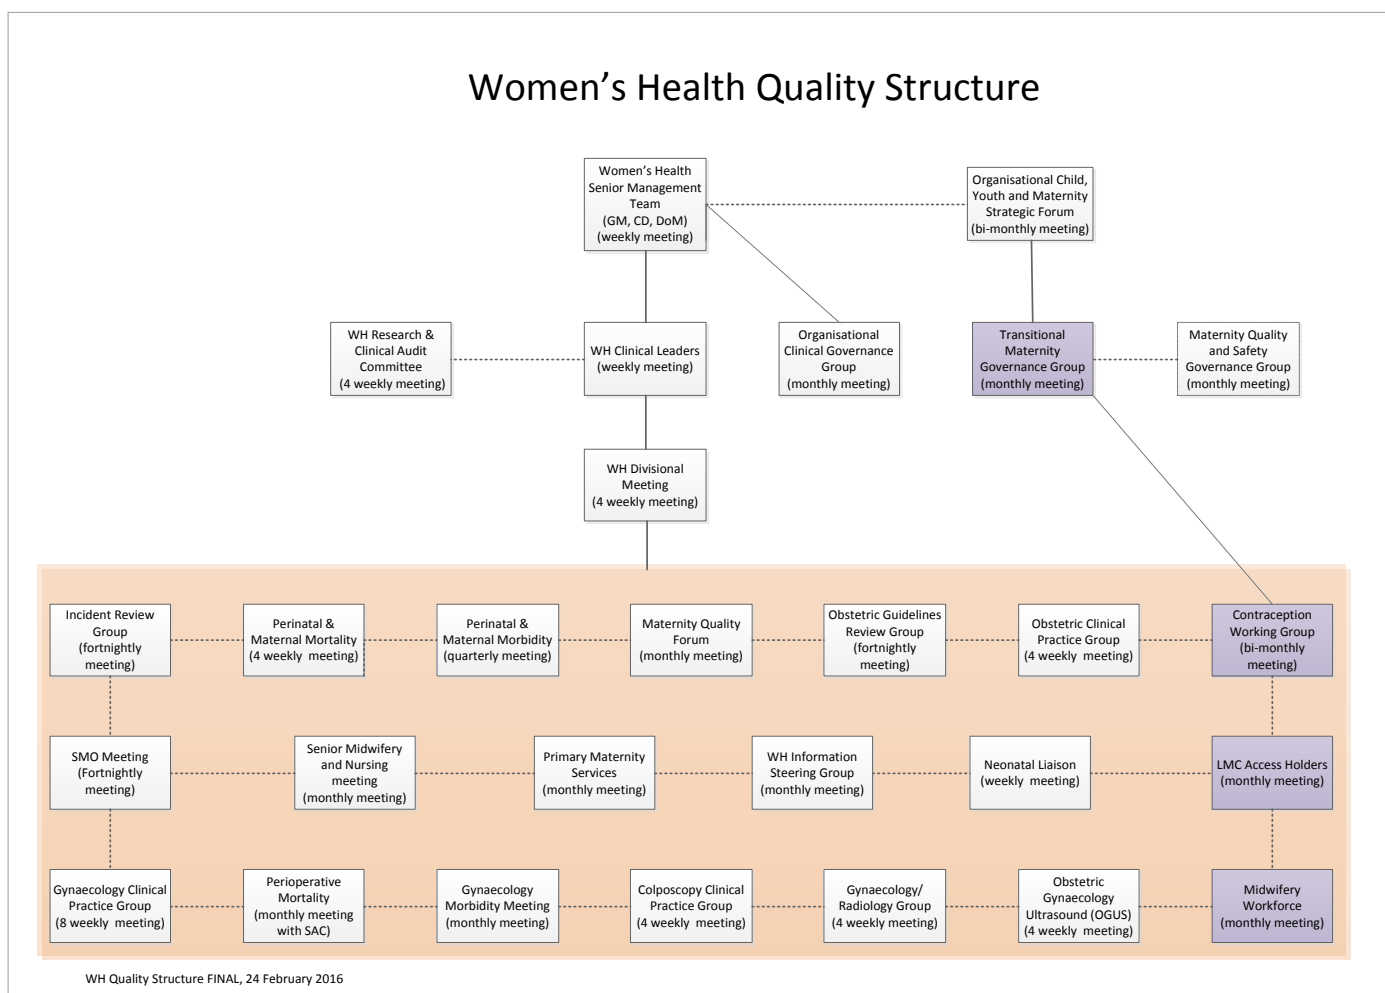 Women’s Health Quality Structure
Women’s Health
Senior Management
Team
(GM, CD, DoM)
(weekly meeting)
Organisational Child,
Youth and Maternity
Strategic Forum
(bi-monthly meeting)
WH Research &
Clinical Audit
Committee
(4 weekly meeting)
WH Clinical Leaders
(weekly meeting)
Organisational
Clinical Governance
Group
(monthly meeting)
Transitional
Maternity
Governance Group
(monthly meeting)
Maternity Quality
and Safety
Governance Group
(monthly meeting)
WH Divisional
Meeting
(4 weekly meeting)
Incident Review
Group
(fortnightly
meeting)
Perinatal &
Maternal Mortality
(4 weekly meeting)
Perinatal &
Maternal Morbidity
(quarterly meeting)
Maternity Quality
Forum
(monthly meeting)
Obstetric Guidelines
Review Group
(fortnightly
meeting)
Obstetric Clinical
Practice Group
(4 weekly meeting)
Contraception
Working Group
(bi-monthly
meeting)
SMO Meeting
(Fortnightly
meeting)
Senior Midwifery
and Nursing
meeting
(monthly meeting)
Primary Maternity
Services
(monthly meeting)
WH Information
Steering Group
(monthly meeting)
Neonatal Liaison
(weekly meeting)
LMC Access Holders
(monthly meeting)
Gynaecology Clinical
Practice Group
(8 weekly meeting)
Perioperative
Mortality
(monthly meeting
with SAC)
Gynaecology
Morbidity Meeting
(monthly meeting)
Colposcopy Clinical
Practice Group
(4 weekly meeting)
Gynaecology/
Radiology Group
(4 weekly meeting)
Obstetric
Gynaecology
Ultrasound (OGUS)
(4 weekly meeting)
Midwifery
Workforce
(monthly meeting)
WH Quality Structure FINAL, 24 February 2016